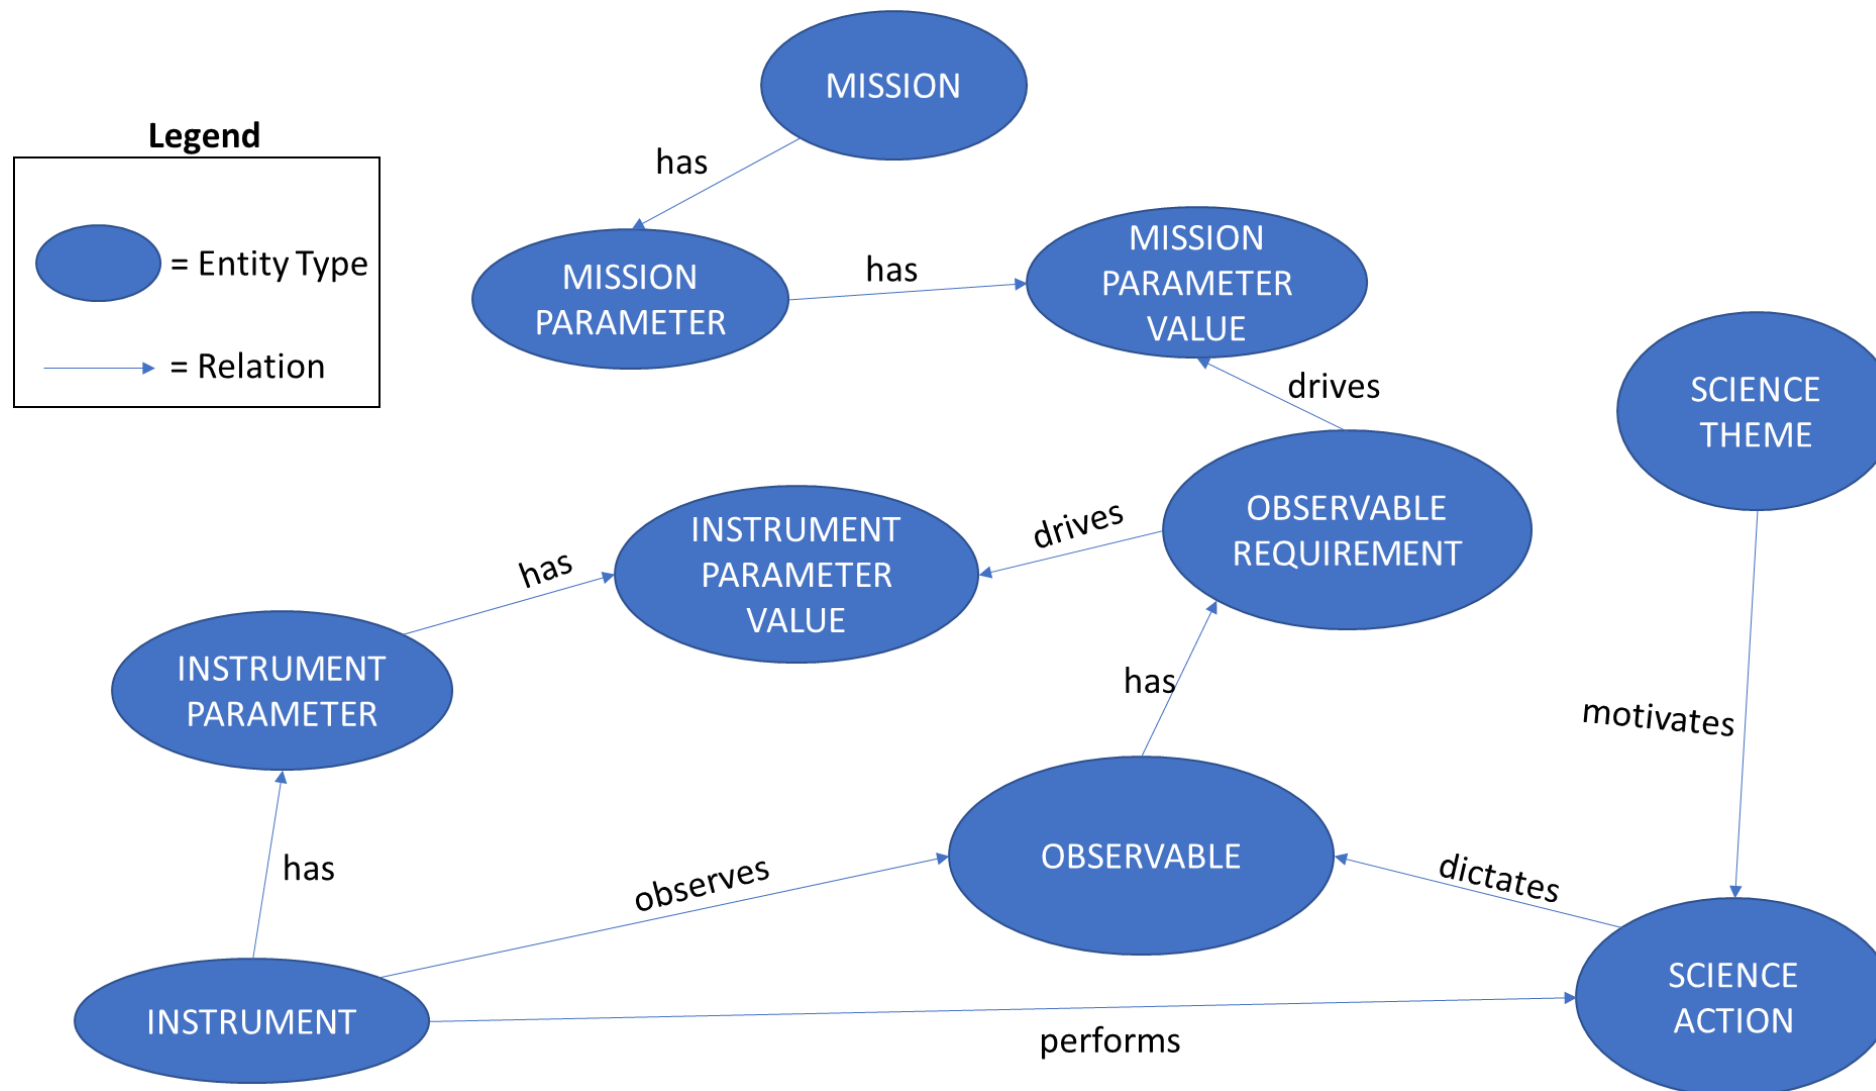 MISSION
Legend
has
= Entity Type
= Relation
MISSION
PARAMETER
has
MISSION
PARAMETER
VALUE
drives
SCIENCE
THEME
OBSERVABLE
REQUIREMENT
drives
INSTRUMENT
PARAMETER
VALUE
has
INSTRUMENT
PARAMETER
has
motivates
has
observes
OBSERVABLE
dictates
INSTRUMENT
performs
SCIENCE
ACTION